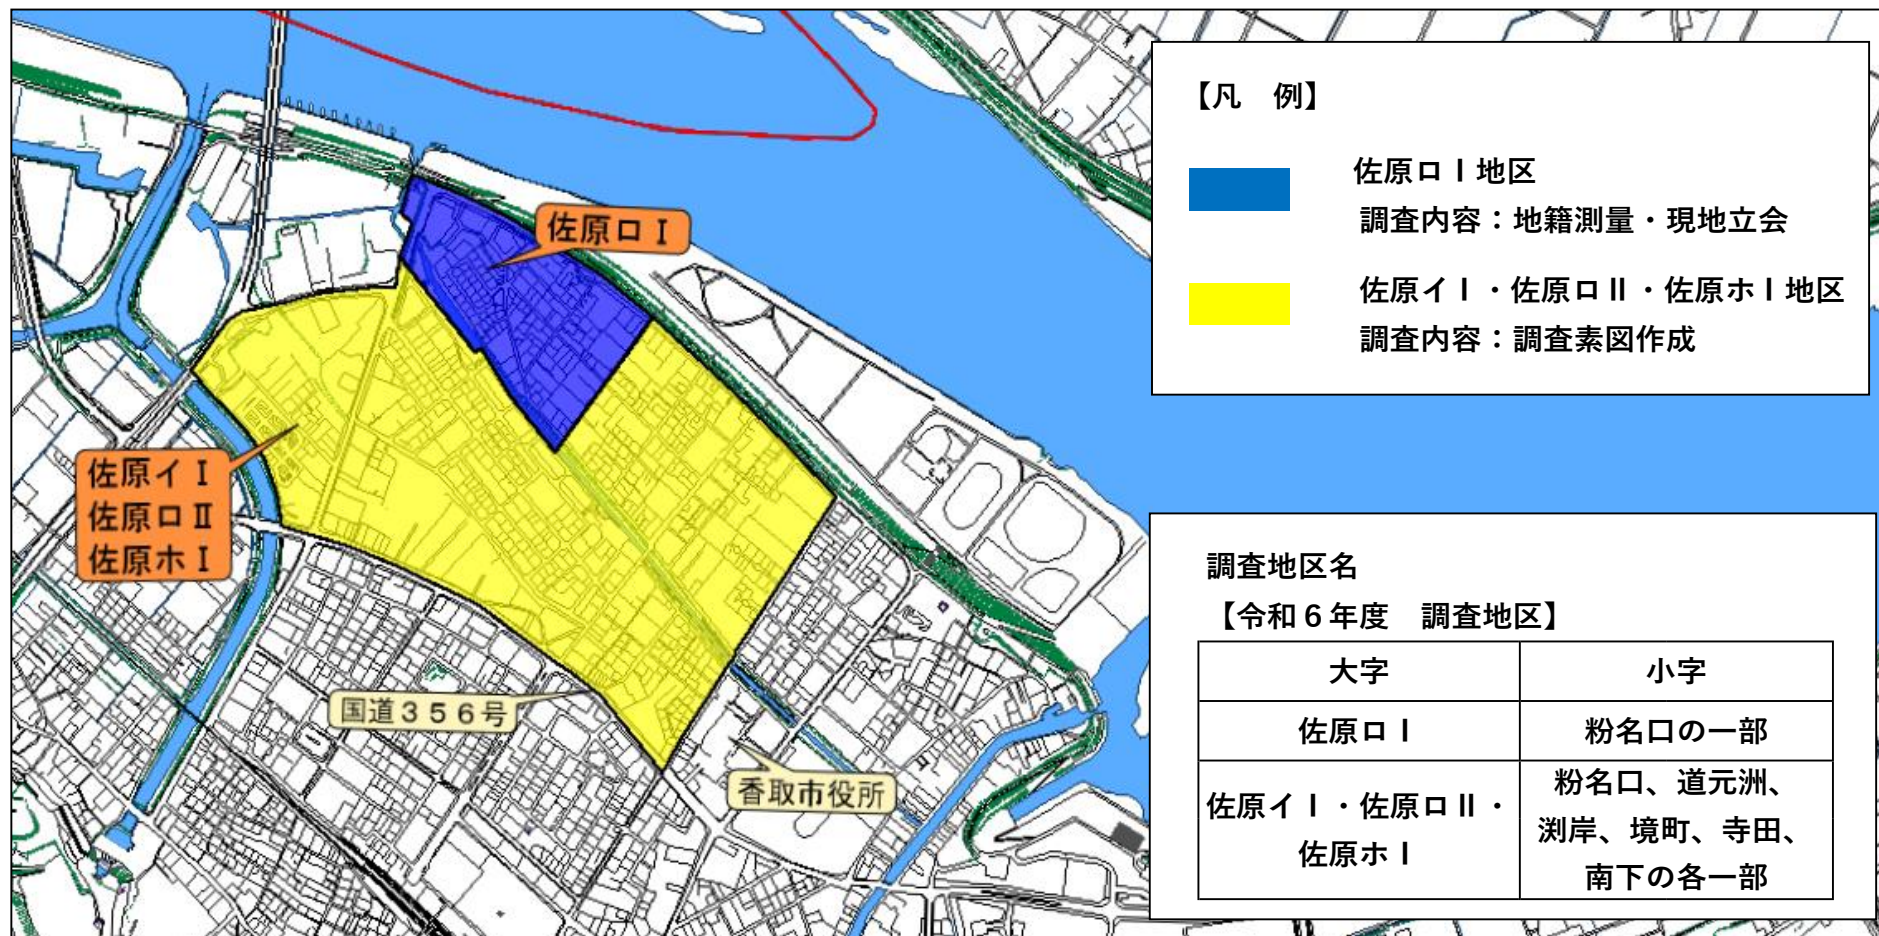 佐原ロⅠ
佐原イⅠ
佐原ロⅡ
佐原ホⅠ
国道３５６号
香取市役所
【凡　例】
佐原ロⅠ地区
調査内容：地籍測量・現地立会
佐原イⅠ・佐原ロⅡ・佐原ホⅠ地区
調査内容：調査素図作成
調査地区名
【令和６年度　調査地区】
大字
小字
佐原ロⅠ
粉名口の一部
佐原イⅠ・佐原ロⅡ・
佐原ホⅠ
粉名口、道元洲、
渕岸、境町、寺田、
南下の各一部